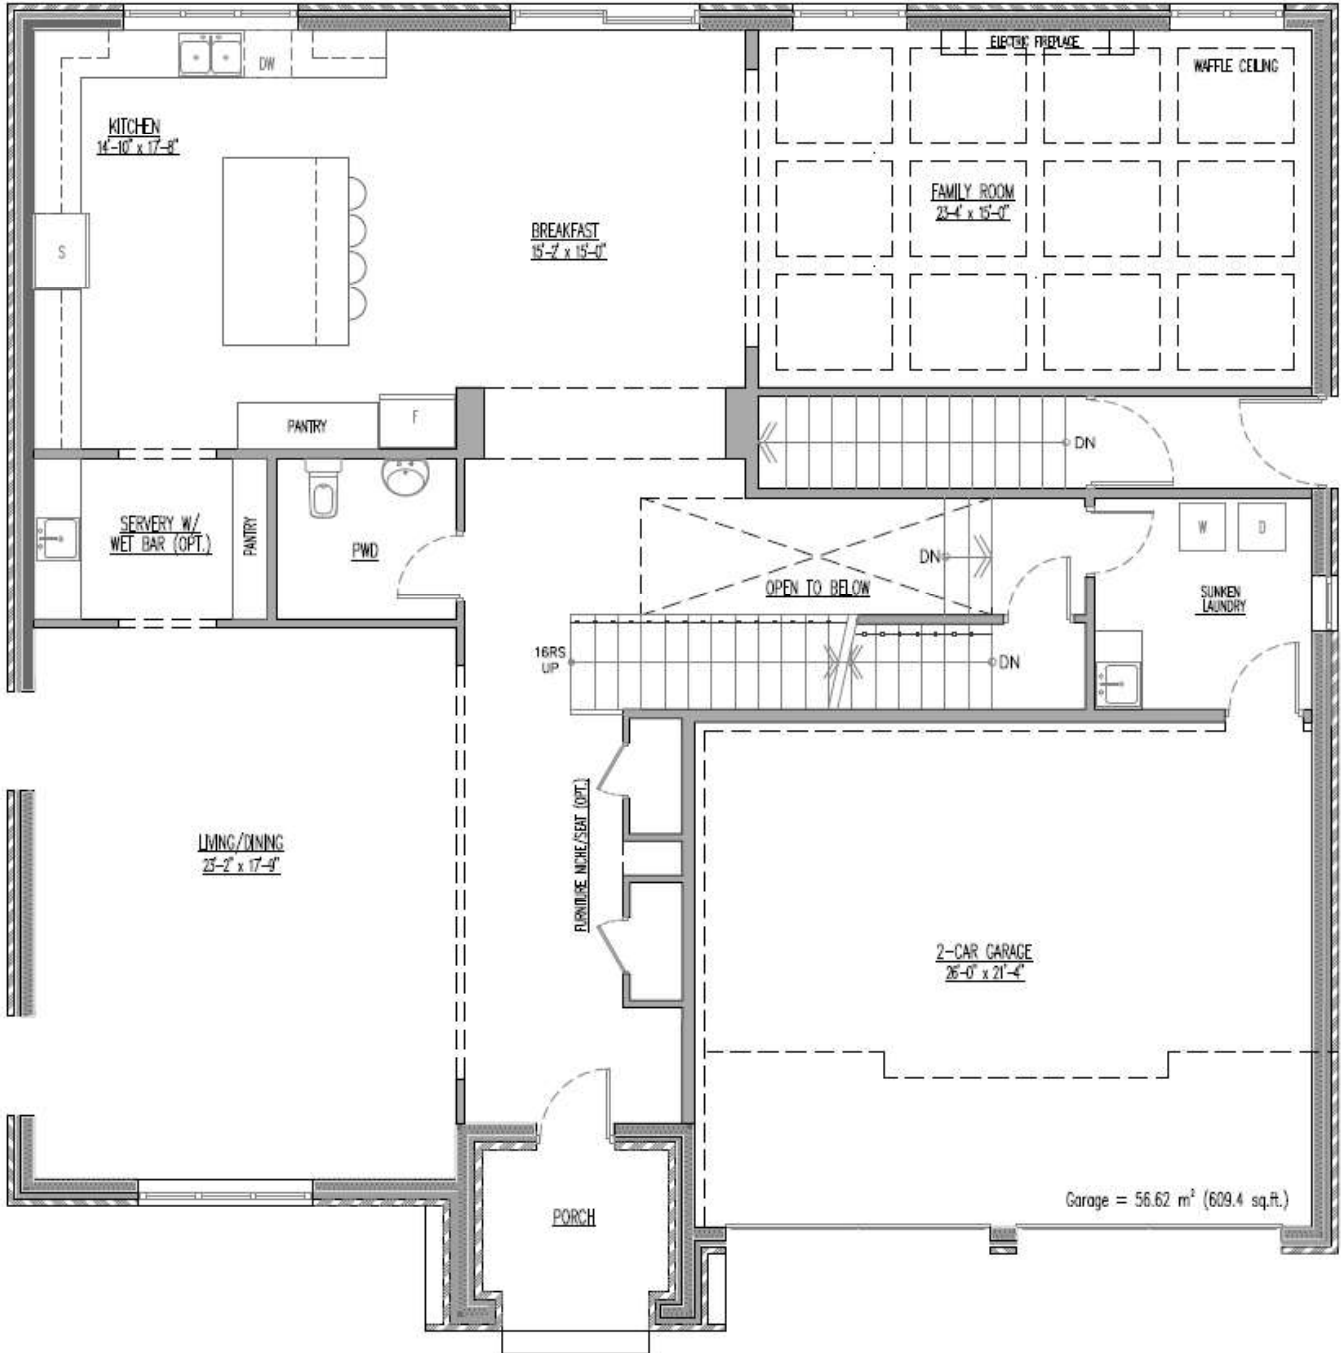 ELECTRIC FIREPLACE
WAFFLE CEILING
DW
KITCHEN
14'-10" x 17'-8"
FAMILY ROOM
23'-4" x 15'-0"
BREAKFAST
15'-2" x 15'-0"
S
PANTRY
F
DN
SERVERY W/
WET BAR (OPT.)
PANTRY
PWD
W
D
DN
OPEN TO BELOW
SUNKEN
LAUNDRY
16RS
UP
DN
FURNITURE NICHE/SEAT (OPT.)
LIVING/DINING
23'-2" x 17'-9"
2-CAR GARAGE
26'-0" x 21'-4"
Garage = 56.62 m² (609.4 sq.ft.)
PORCH